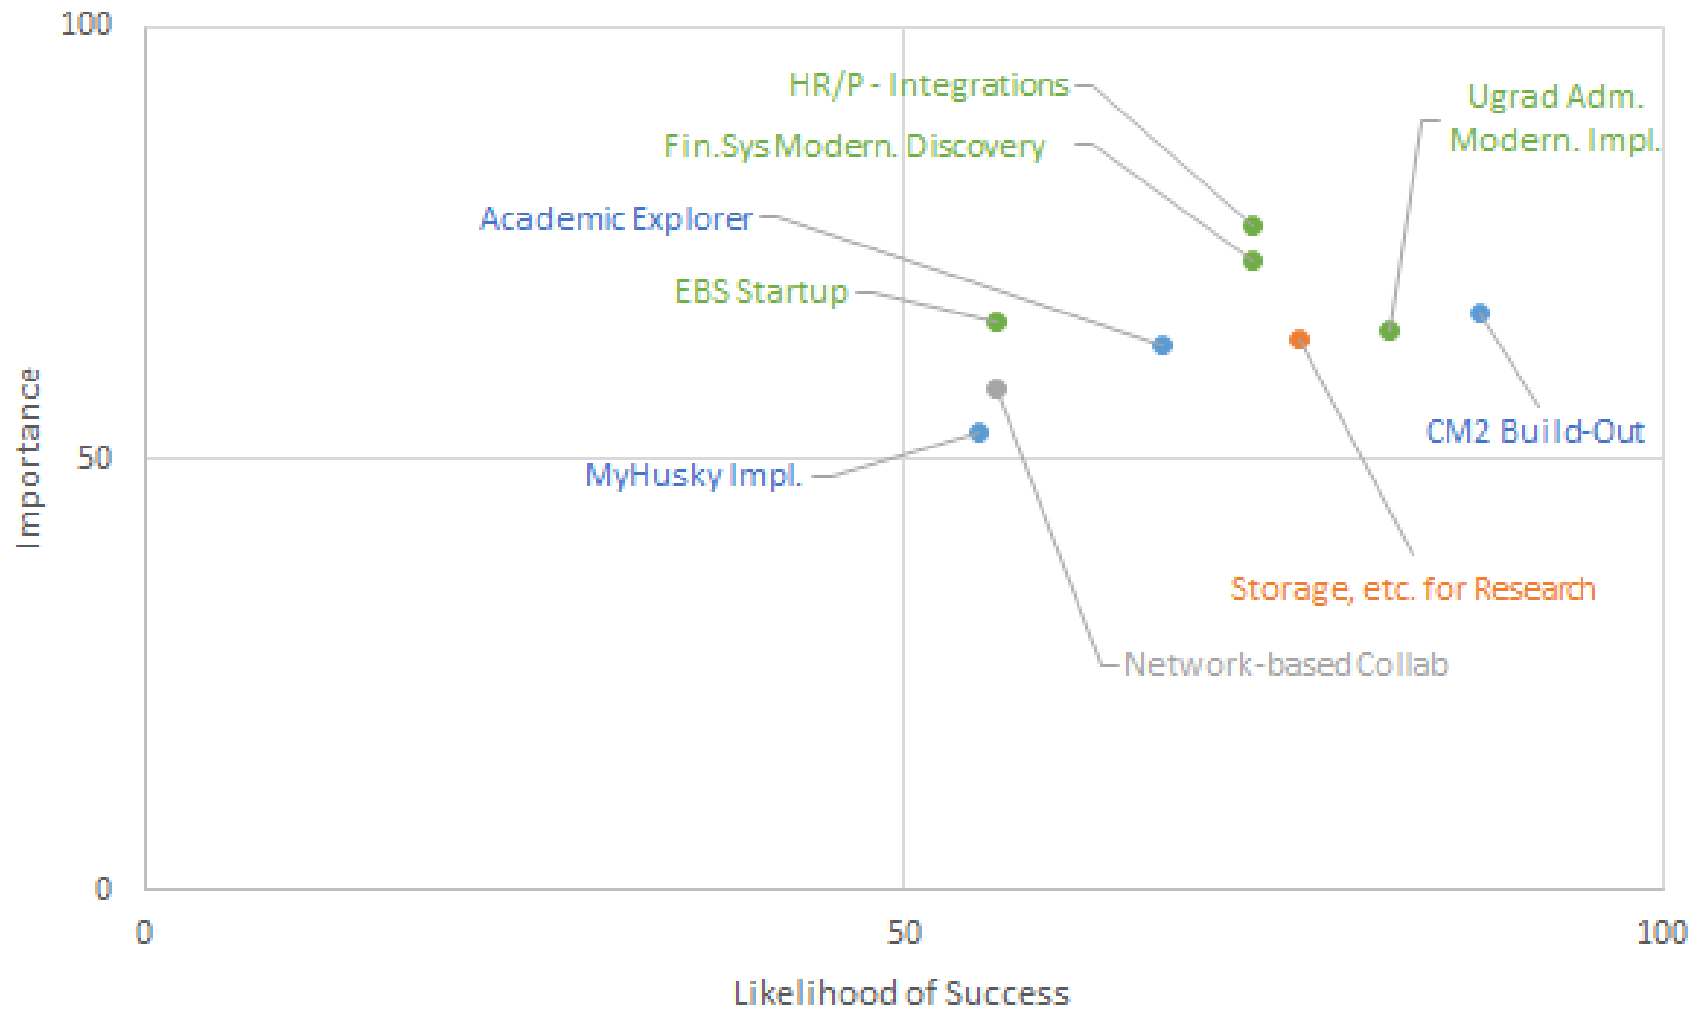 100
HR/P - Integrations
Ugrad Adm.
Modern. Impl.
Fin.Sys Modern. Discovery
Academic Explorer
EBS Startup
CM2 Build-Out
Importance
50
MyHusky Impl.
Storage, etc. for Research
Network-based Collab
0
0
50
100
Likelihood of Success